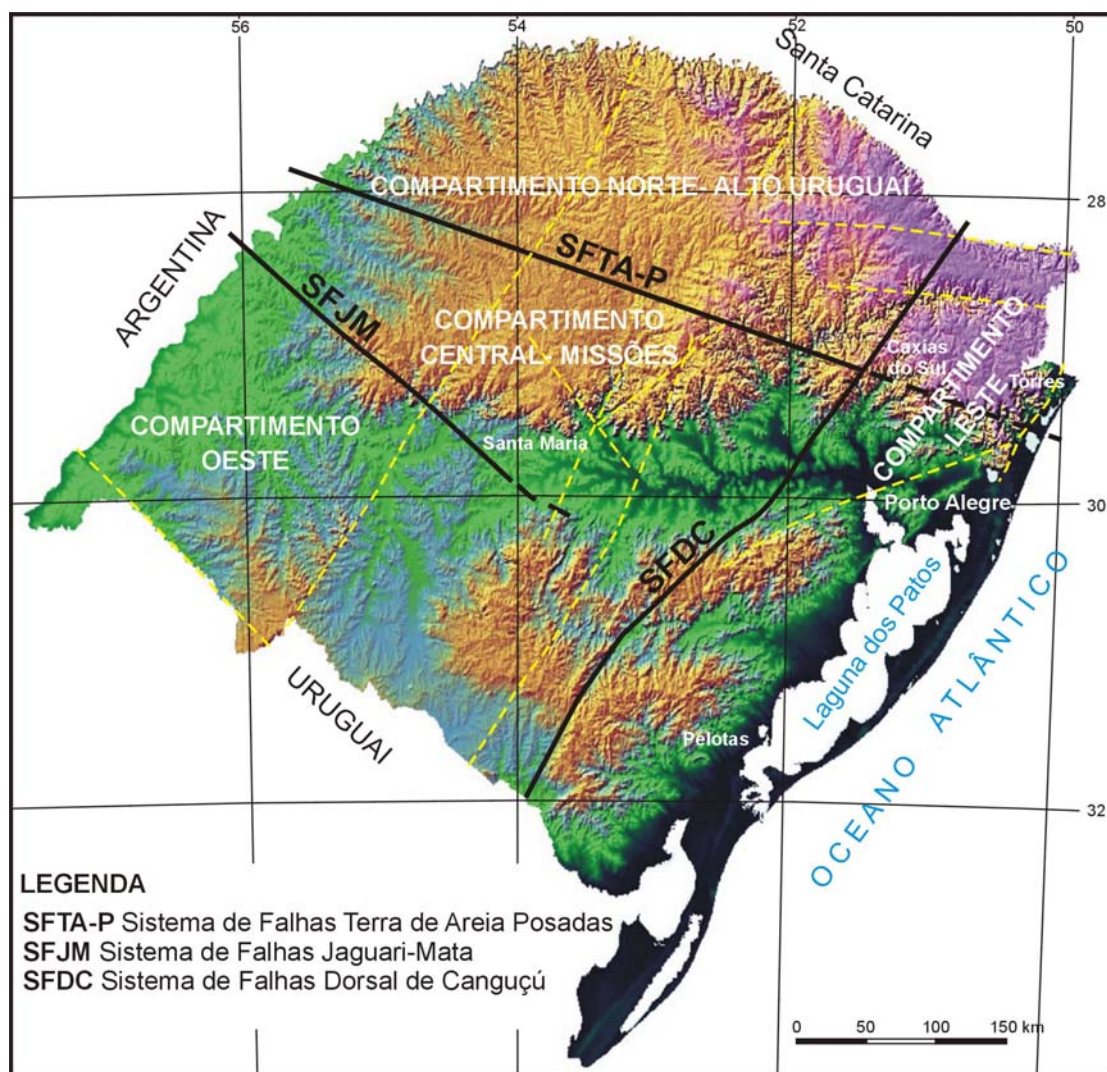 56
54
52
50
Santa Catarina
COMPARTIMENTO NORTE- ALTO URUGUAI
28
ARGENTINA
SFTA-P
SFJM
COMPARTIMENTO
CENTRAL- MISSÕES
COMPARTIMENTO
LESTE
Caxias
do Sul
Torres
COMPARTIMENTO
OESTE
Santa Maria
30
Porto Alegre
SFDC
Laguna dos Patos
OCEANO ATLÂNTICO
URUGUAI
Pelotas
32
LEGENDA
SFTA-P Sistema de Falhas Terra de Areia Posadas
SFJM Sistema de Falhas Jaguari-Mata
SFDC Sistema de Falhas Dorsal de Canguçú
0 50 100 150 km